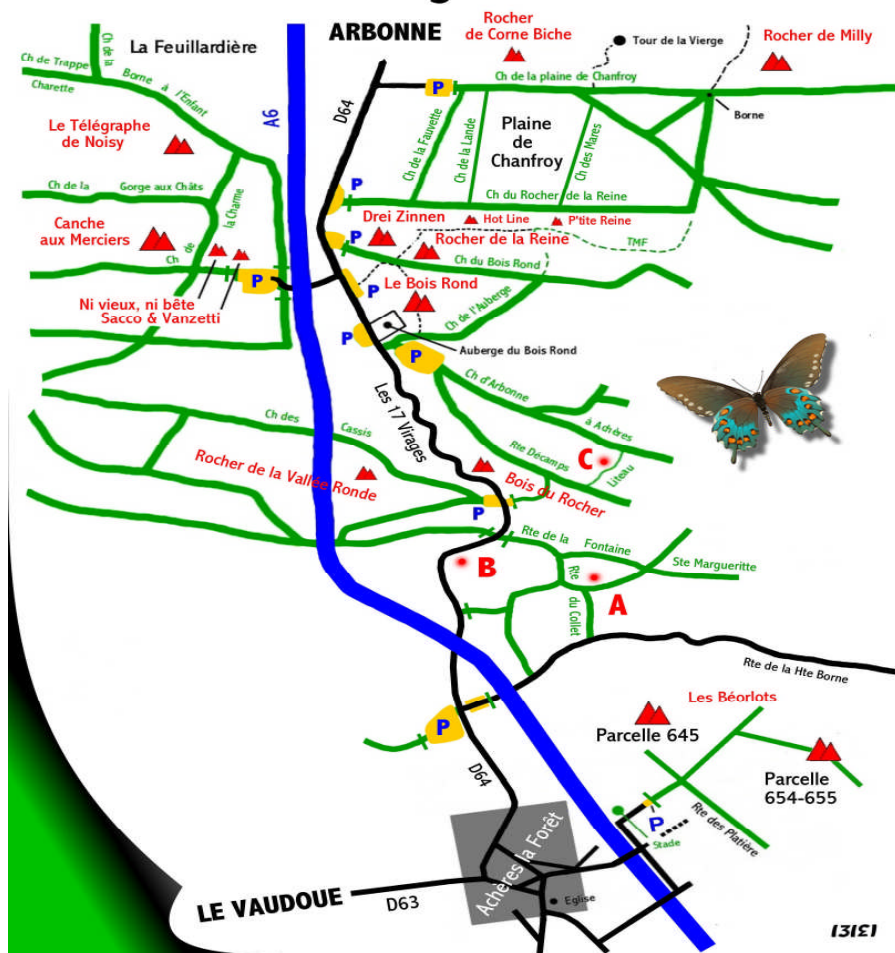 ARBONNE
Rocher
de Corne Biche
Tour de la Vierge
Rocher de Milly
La Feuillardière
Ch de la
Ch de Trappe
Charette
Borne à l'Enfant
A6
D64
P
Ch de la plaine de Chanfroy
Borne
Le Télégraphe
de Noisy
Ch de la Fauvette
Ch de la Lande
Plaine
de
Chanfroy
Ch des Mares
Ch de la Gorge aux Châts
Ch de la Charme
P
Ch du Rocher de la Reine
Canche
aux Merciers
Drei Zinnen
Hot Line
P'tite Reine
P
Rocher de la Reine
TMF
P
Ch du Bois Rond
Ni vieux, ni bête
Sacco & Vanzetti
P
Le Bois Rond
Ch de l'Auberge
P
P
Auberge du Bois Rond
Les 17 Virages
Ch d'Arbonne
à Achères
Ch des Cassis
Rte Décamps
C
Liteau
Rocher de la Vallée Ronde
Bois du Rocher
P
Rte de la Fontaine
Ste Margueritte
B
Rte
du Collet
A
Rte de la Hte Borne
Les Béorlots
P
Parcelle 645
D64
Parcelle
654-655
P
Rte des Platière
Stade
Achères la Forêt
LE VAUDOUE
D63
Eglise